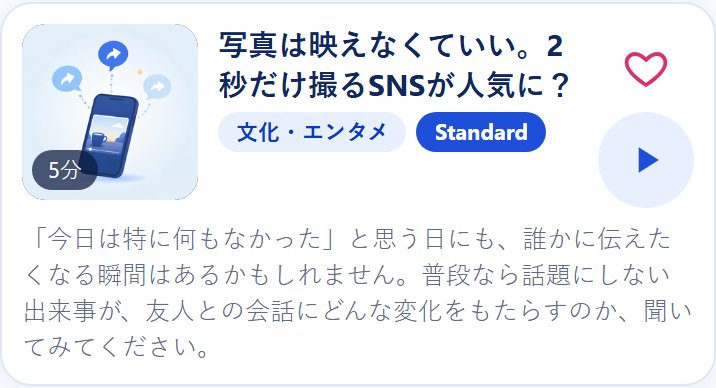 写真は映えなくていい。2
秒だけ撮るSNSが人気に？
文化・エンタメ
Standard
5分
「今日は特に何もなかった」と思う日にも、誰かに伝えた
くなる瞬間はあるかもしれません。普段なら話題にしない
出来事が、友人との会話にどんな変化をもたらすのか、聞い
てみてください。